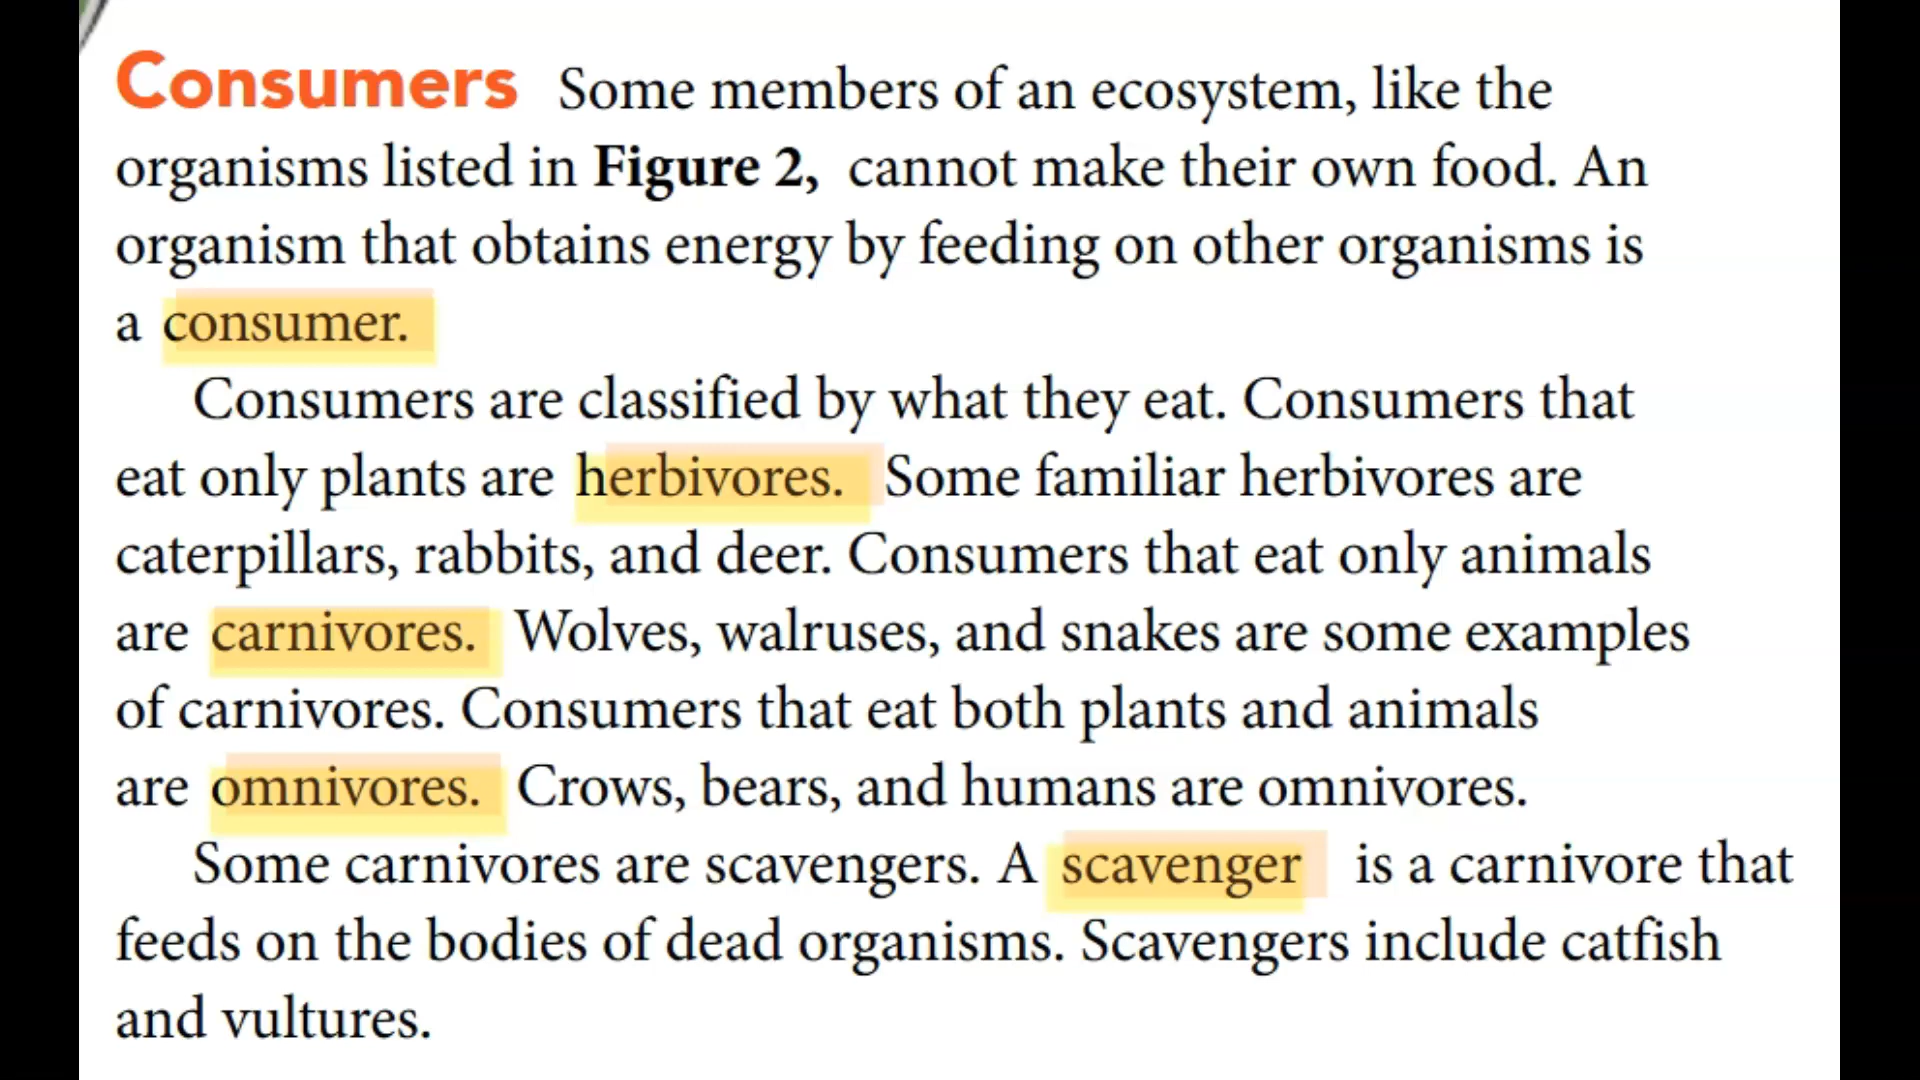 Consumers Some members of an ecosystem, like the
organisms listed in Figure 2, cannot make their own food. An
organism that obtains energy by feeding on other organisms is
a consumer.
Consumers are classified by what they eat. Consumers that
eat only plants are herbivores. Some familiar herbivores are
caterpillars, rabbits, and deer. Consumers that eat only animals
are carnivores. Wolves, walruses, and snakes are some examples
of carnivores. Consumers that eat both plants and animals
are omnivores. Crows, bears, and humans are omnivores.
Some carnivores are scavengers. A scavenger is a carnivore that
feeds on the bodies of dead organisms. Scavengers include catfish
and vultures.